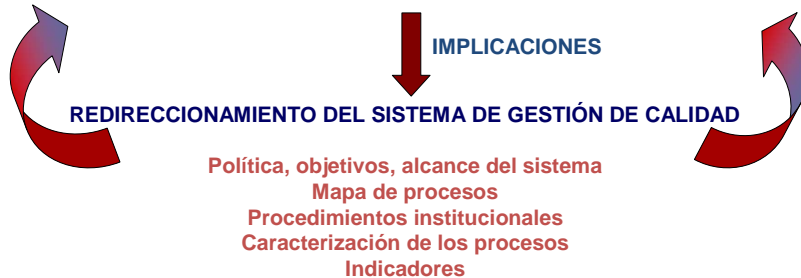 IMPLICACIONES
REDIRECCIONAMIENTO DEL SISTEMA DE GESTIÓN DE CALIDAD
Política, objetivos, alcance del sistema
Mapa de procesos
Procedimientos institucionales
Caracterización de los procesos
Indicadores